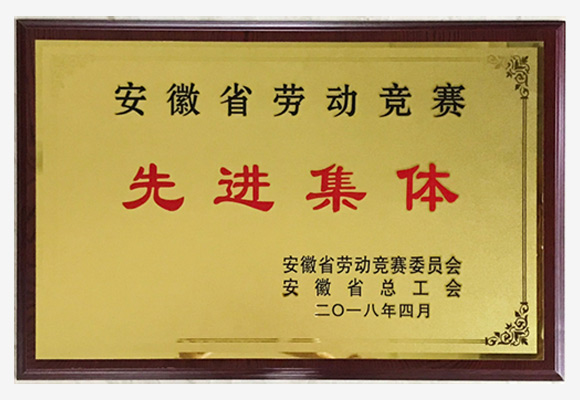 安徽省劳动竞赛
先进集体
安徽省劳动竞赛委员会
安徽省总工会
二〇一八年四月